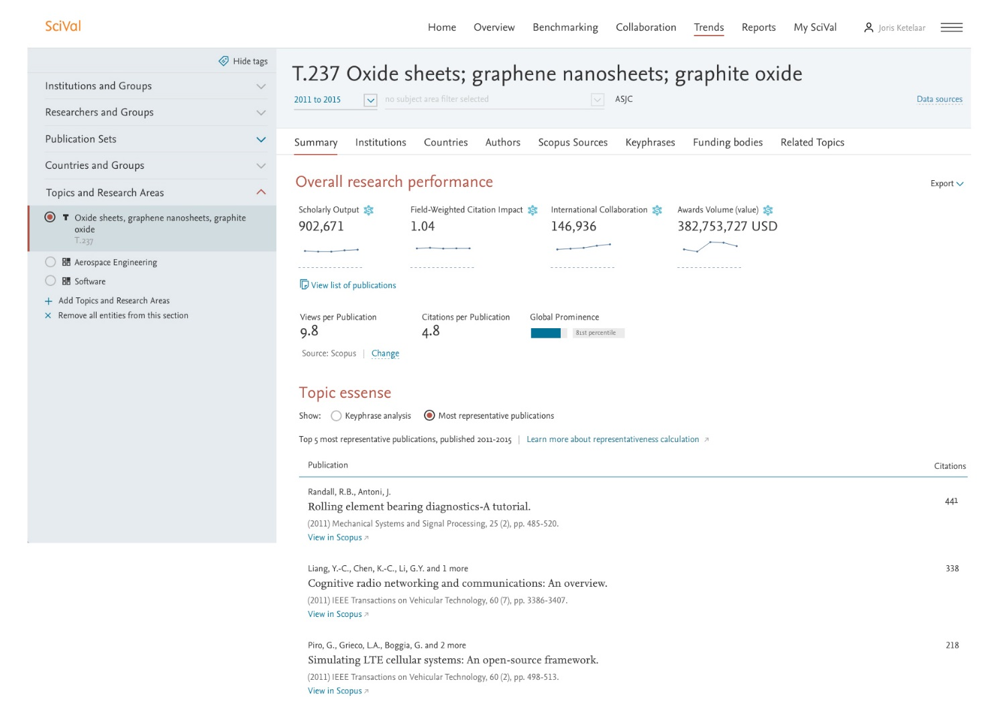 SciVal
Home Overview Benchmarking Collaboration Trends Reports My SciVal Joris Ketelaar
Hide tags
Institutions and Groups
Researchers and Groups
Publication Sets
Countries and Groups
Topics and Research Areas
Oxide sheets, graphene nanosheets, graphite
oxide
T.237
Aerospace Engineering
Software
Add Topics and Research Areas
Remove all entities from this section
T.237 Oxide sheets; graphene nanosheets; graphite oxide
2011 to 2015 no subject area filter selected ASJC Data sources
Summary Institutions Countries Authors Scopus Sources Keyphrases Funding bodies Related Topics
Overall research performance
Export
Scholarly Output Field-Weighted Citation Impact International Collaboration Awards Volume (value)
902,671 1.04 146,936 382,753,727 USD
View list of publications
Views per Publication Citations per Publication Global Prominence
9.8 4.8 81st percentile
Source: Scopus | Change
Topic essense
Show: Keyphrase analysis Most representative publications
Top 5 most representative publications, published 2011-2015 | Learn more about representativeness calculation
Publication Citations
Randall, R.B., Antoni, J.
Rolling element bearing diagnostics-A tutorial. 441
(2011) Mechanical Systems and Signal Processing, 25 (2), pp. 485-520.
View in Scopus
Liang, Y.-C., Chen, K.-C., Li, G.Y. and 1 more 338
Cognitive radio networking and communications: An overview.
(2011) IEEE Transactions on Vehicular Technology, 60 (7), pp. 3386-3407.
View in Scopus
Piro, G., Grieco, L.A., Boggia, G. and 2 more 218
Simulating LTE cellular systems: An open-source framework.
(2011) IEEE Transactions on Vehicular Technology, 60 (2), pp. 498-513.
View in Scopus